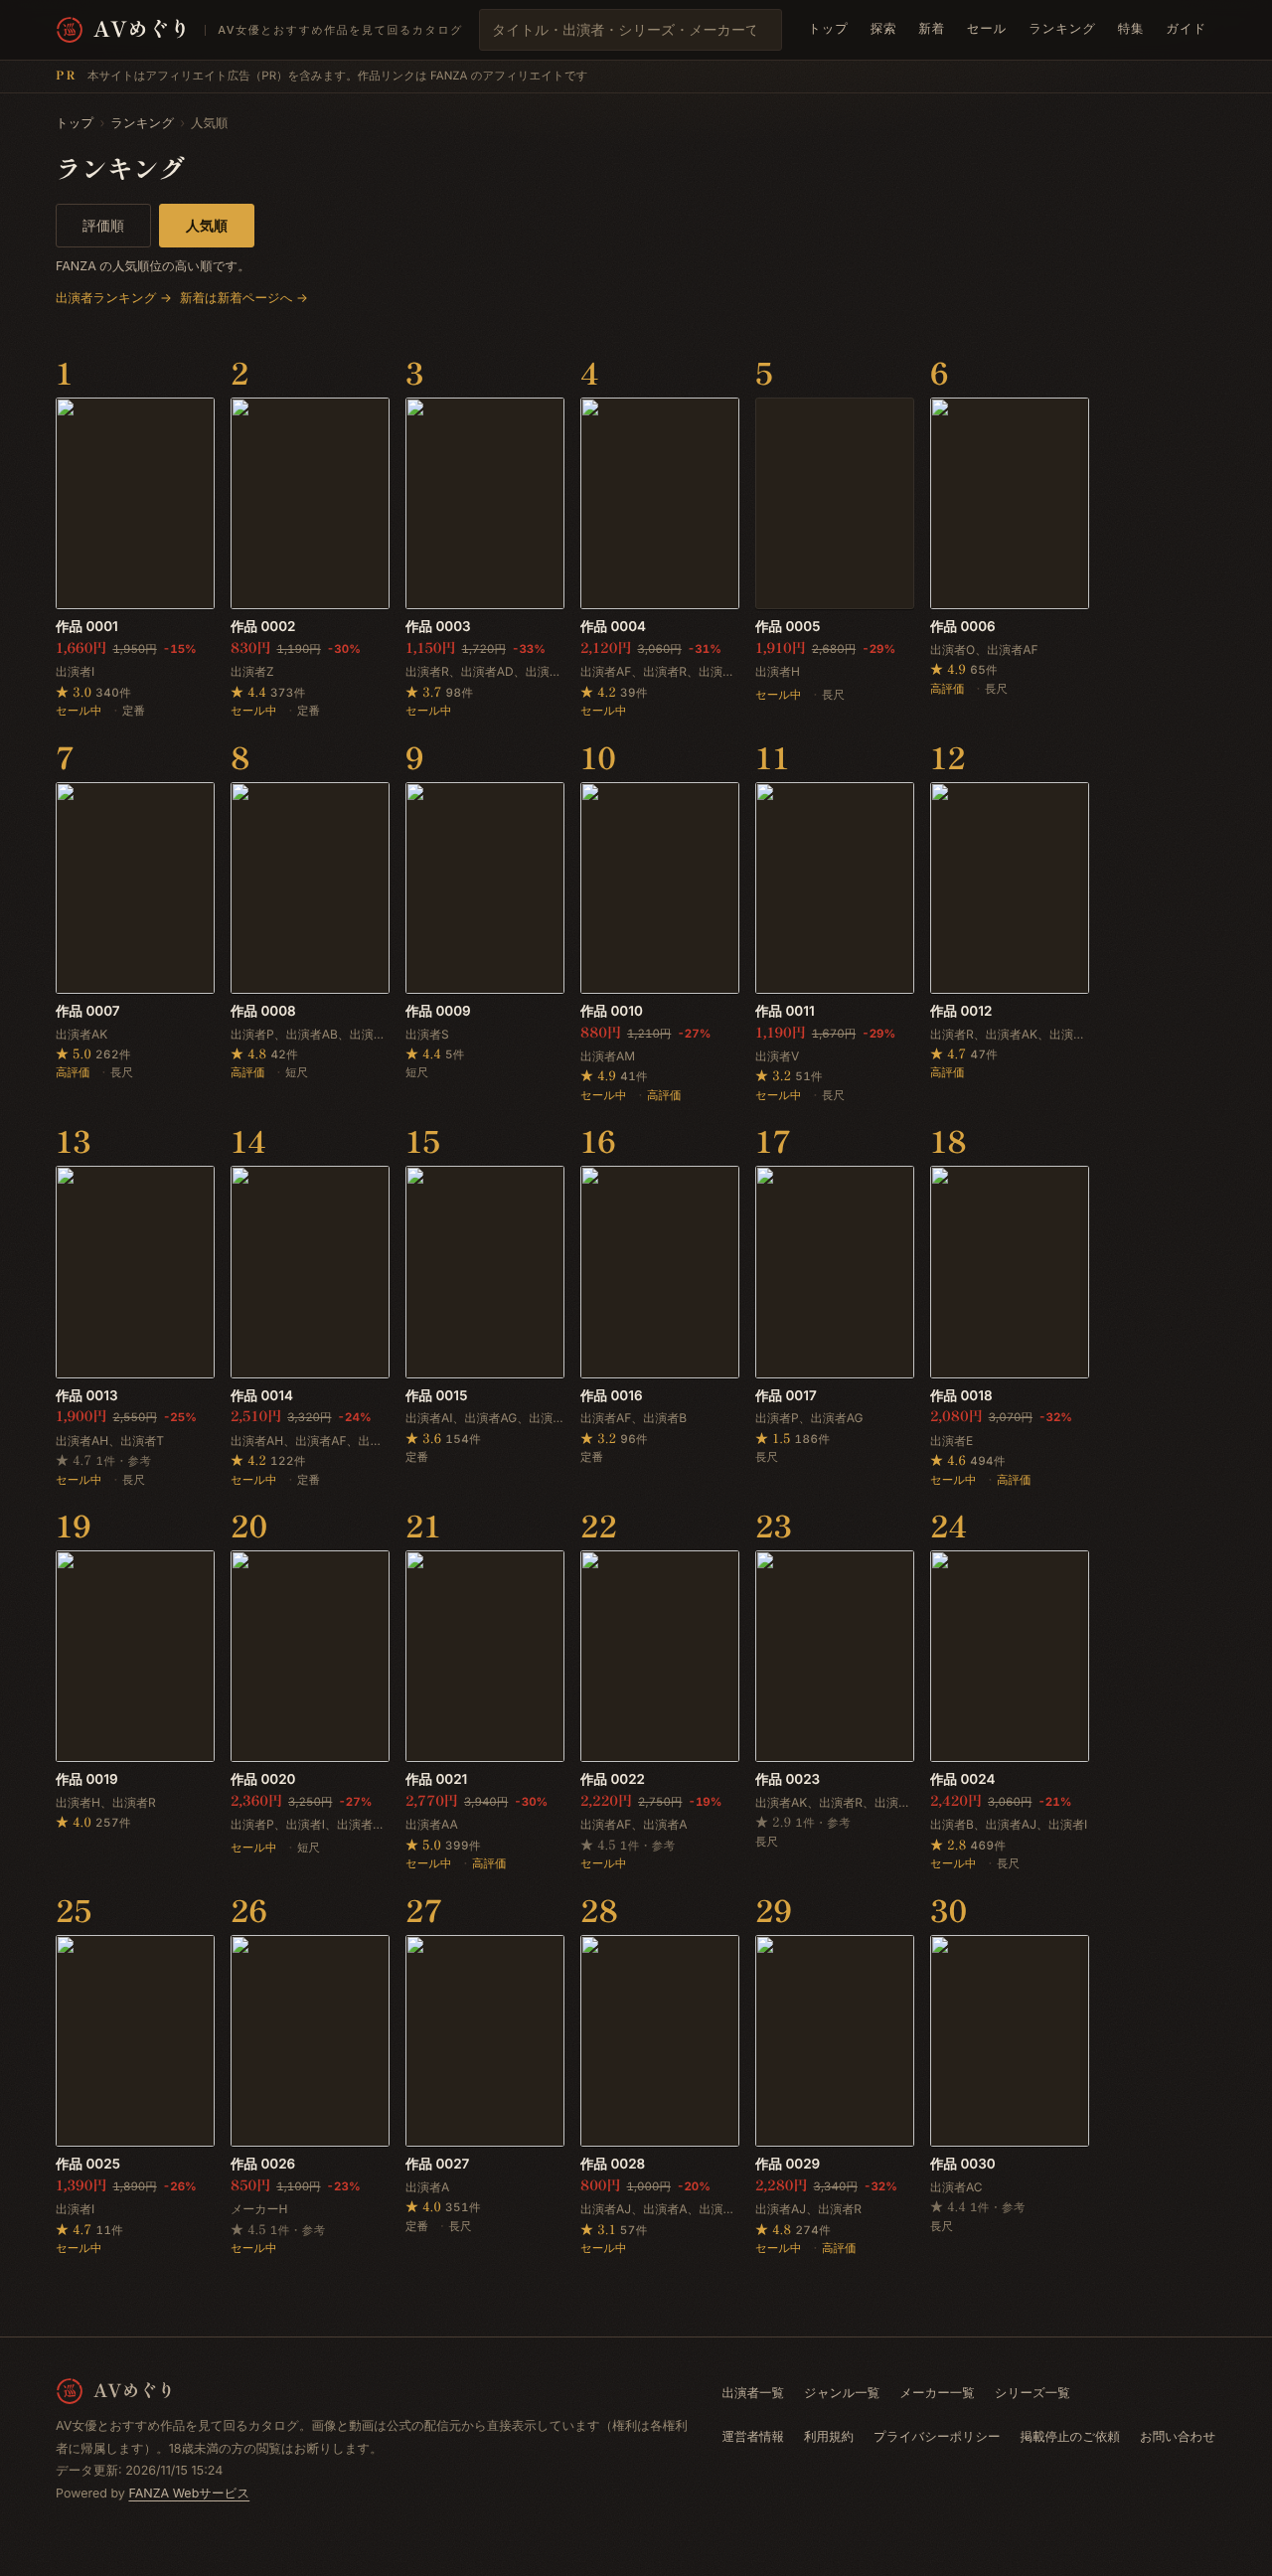 AVめぐり
AV女優とおすすめ作品を見て回るカタログ
タイトル・出演者・シリーズ・メーカーで
トップ 探索 新着 セール ランキング 特集 ガイド
PR 本サイトはアフィリエイト広告（PR）を含みます。作品リンクは FANZA のアフィリエイトです
トップ › ランキング › 人気順
ランキング
評価順 人気順
FANZA の人気順位の高い順です。
出演者ランキング → 新着は新着ページへ →
1
作品 0001
1,660円 1,950円 -15%
出演者I
★ 3.0 340件
セール中 · 定番
2
作品 0002
830円 1,190円 -30%
出演者Z
★ 4.4 373件
セール中 · 定番
3
作品 0003
1,150円 1,720円 -33%
出演者R、出演者AD、出演…
★ 3.7 98件
セール中
4
作品 0004
2,120円 3,060円 -31%
出演者AF、出演者R、出演…
★ 4.2 39件
セール中
5
作品 0005
1,910円 2,680円 -29%
出演者H
セール中 · 長尺
6
作品 0006
出演者O、出演者AF
★ 4.9 65件
高評価 · 長尺
7
作品 0007
出演者AK
★ 5.0 262件
高評価 · 長尺
8
作品 0008
出演者P、出演者AB、出演…
★ 4.8 42件
高評価 · 短尺
9
作品 0009
出演者S
★ 4.4 5件
短尺
10
作品 0010
880円 1,210円 -27%
出演者AM
★ 4.9 41件
セール中 · 高評価
11
作品 0011
1,190円 1,670円 -29%
出演者V
★ 3.2 51件
セール中 · 長尺
12
作品 0012
出演者R、出演者AK、出演…
★ 4.7 47件
高評価
13
作品 0013
1,900円 2,550円 -25%
出演者AH、出演者T
★ 4.7 1件・参考
セール中 · 長尺
14
作品 0014
2,510円 3,320円 -24%
出演者AH、出演者AF、出…
★ 4.2 122件
セール中 · 定番
15
作品 0015
出演者AI、出演者AG、出演…
★ 3.6 154件
定番
16
作品 0016
出演者AF、出演者B
★ 3.2 96件
定番
17
作品 0017
出演者P、出演者AG
★ 1.5 186件
長尺
18
作品 0018
2,080円 3,070円 -32%
出演者E
★ 4.6 494件
セール中 · 高評価
19
作品 0019
出演者H、出演者R
★ 4.0 257件
20
作品 0020
2,360円 3,250円 -27%
出演者P、出演者I、出演者…
セール中 · 短尺
21
作品 0021
2,770円 3,940円 -30%
出演者AA
★ 5.0 399件
セール中 · 高評価
22
作品 0022
2,220円 2,750円 -19%
出演者AF、出演者A
★ 4.5 1件・参考
セール中
23
作品 0023
出演者AK、出演者R、出演…
★ 2.9 1件・参考
長尺
24
作品 0024
2,420円 3,060円 -21%
出演者B、出演者AJ、出演者I
★ 2.8 469件
セール中 · 長尺
25
作品 0025
1,390円 1,890円 -26%
出演者I
★ 4.7 11件
セール中
26
作品 0026
850円 1,100円 -23%
メーカーH
★ 4.5 1件・参考
セール中
27
作品 0027
出演者A
★ 4.0 351件
定番 · 長尺
28
作品 0028
800円 1,000円 -20%
出演者AJ、出演者A、出演…
★ 3.1 57件
セール中
29
作品 0029
2,280円 3,340円 -32%
出演者AJ、出演者R
★ 4.8 274件
セール中 · 高評価
30
作品 0030
出演者AC
★ 4.4 1件・参考
長尺
AVめぐり
AV女優とおすすめ作品を見て回るカタログ。画像と動画は公式の配信元から直接表示しています（権利は各権利
者に帰属します）。18歳未満の方の閲覧はお断りします。
データ更新: 2026/11/15 15:24
Powered by FANZA Webサービス
出演者一覧 ジャンル一覧 メーカー一覧 シリーズ一覧
運営者情報 利用規約 プライバシーポリシー 掲載停止のご依頼 お問い合わせ